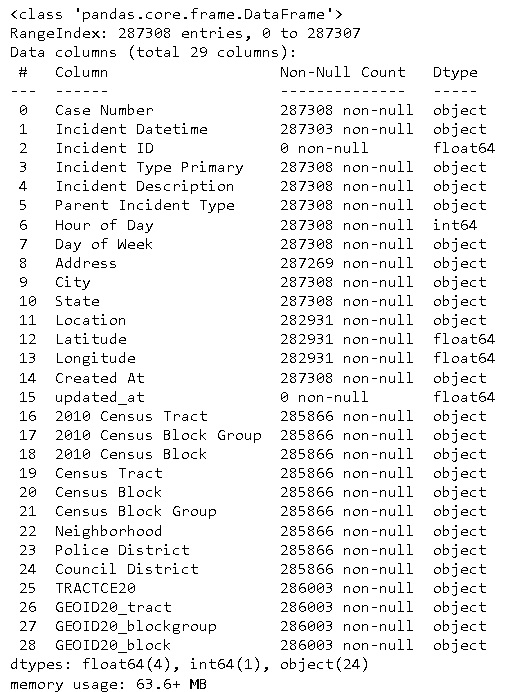 <class 'pandas.core.frame.DataFrame'>
RangeIndex: 287308 entries, 0 to 287307
Data columns (total 29 columns):
 #   Column                  Non-Null Count   Dtype
---  ------                  --------------   -----
 0   Case Number             287308 non-null  object
 1   Incident Datetime       287303 non-null  object
 2   Incident ID             0 non-null       float64
 3   Incident Type Primary   287308 non-null  object
 4   Incident Description    287308 non-null  object
 5   Parent Incident Type    287308 non-null  object
 6   Hour of Day             287308 non-null  int64
 7   Day of Week             287308 non-null  object
 8   Address                 287269 non-null  object
 9   City                    287308 non-null  object
 10  State                   287308 non-null  object
 11  Location                282931 non-null  object
 12  Latitude                282931 non-null  float64
 13  Longitude               282931 non-null  float64
 14  Created At              287308 non-null  object
 15  updated_at              0 non-null       float64
 16  2010 Census Tract       285866 non-null  object
 17  2010 Census Block Group 285866 non-null  object
 18  2010 Census Block       285866 non-null  object
 19  Census Tract            285866 non-null  object
 20  Census Block            285866 non-null  object
 21  Census Block Group      285866 non-null  object
 22  Neighborhood            285866 non-null  object
 23  Police District         285866 non-null  object
 24  Council District        285866 non-null  object
 25  TRACTCE20               286003 non-null  object
 26  GEOID20_tract           286003 non-null  object
 27  GEOID20_blockgroup      286003 non-null  object
 28  GEOID20_block           286003 non-null  object
dtypes: float64(4), int64(1), object(24)
memory usage: 63.6+ MB